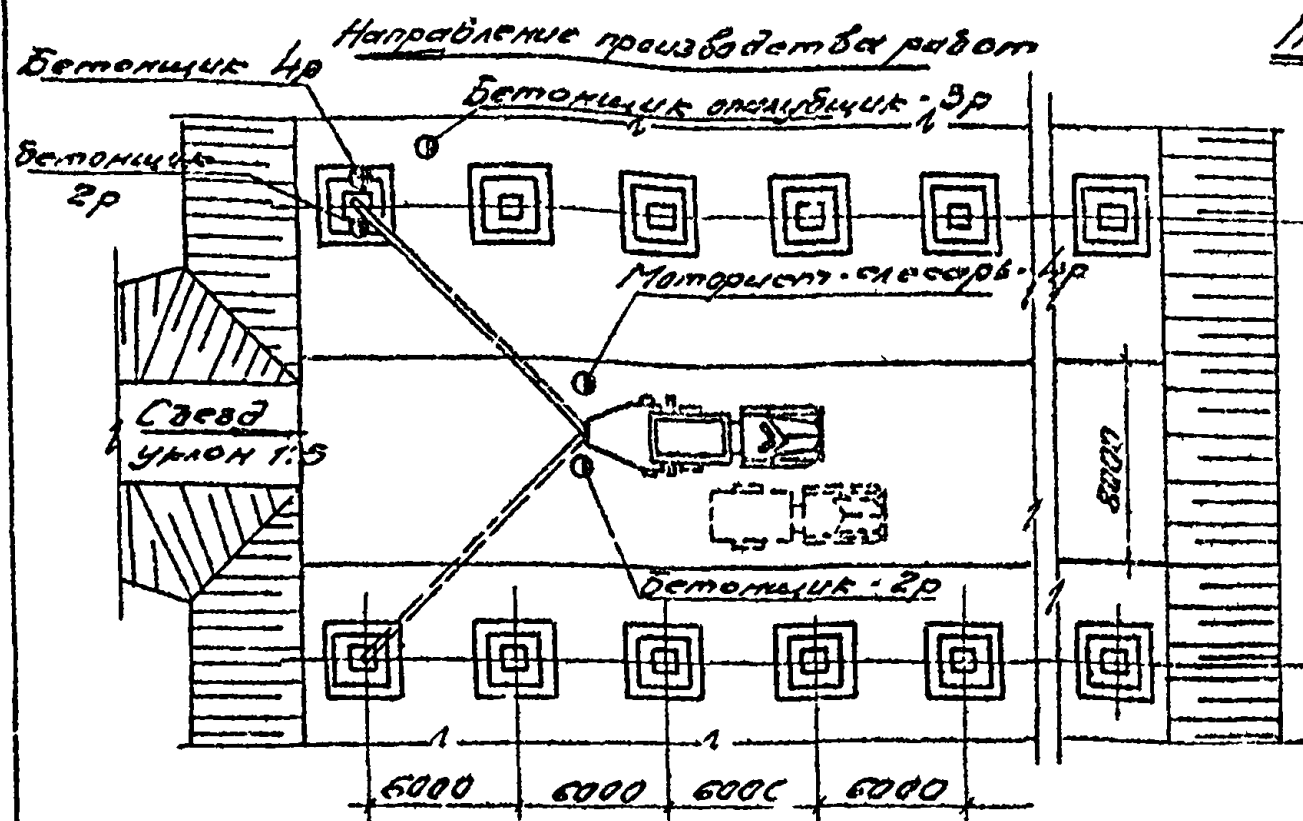 Направление производства работ
Бетонщик 4р
Бетонщик опалубщик - 3р
Бетонщик
2р
Моторист-слесарь-4р
Съезд
уклон 1:5
8000
Бетонщик - 2р
6000 6000 6000 6000